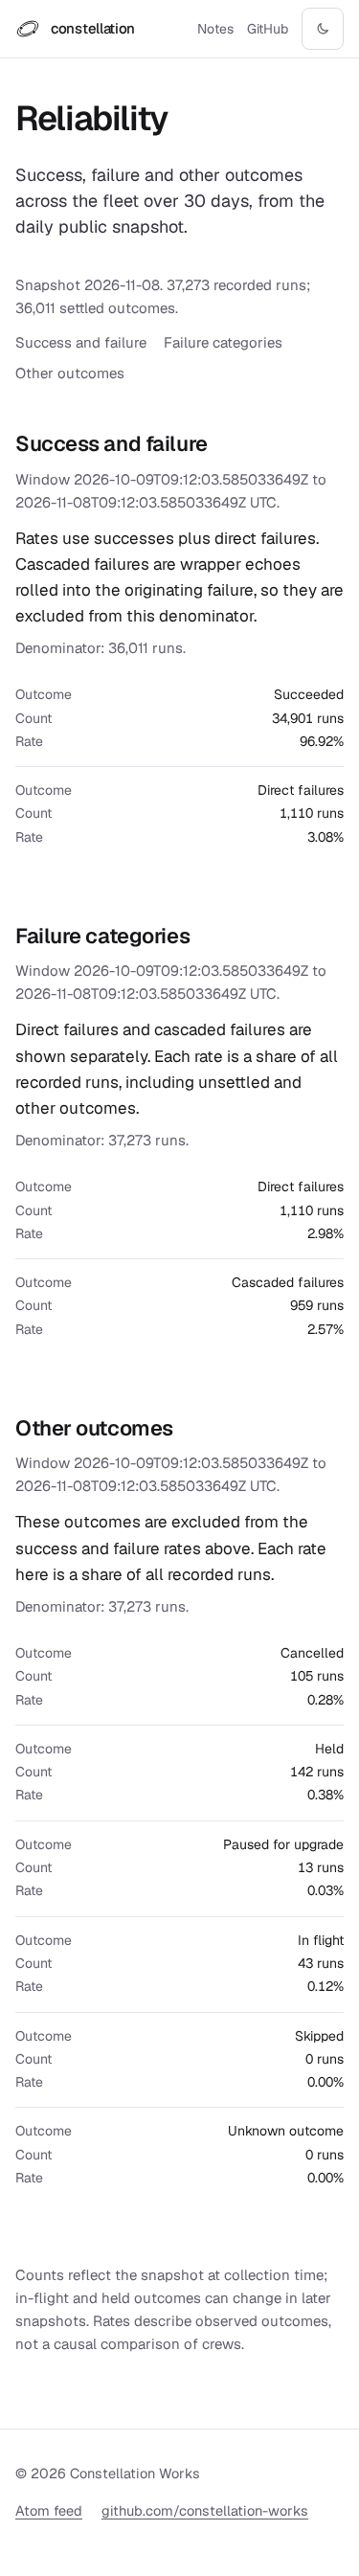 constellation
Notes GitHub
Reliability
Success, failure and other outcomes
across the fleet over 30 days, from the
daily public snapshot.
Snapshot 2026-11-08. 37,273 recorded runs;
36,011 settled outcomes.
Success and failure Failure categories
Other outcomes
Success and failure
Window 2026-10-09T09:12:03.585033649Z to
2026-11-08T09:12:03.585033649Z UTC.
Rates use successes plus direct failures.
Cascaded failures are wrapper echoes
rolled into the originating failure, so they are
excluded from this denominator.
Denominator: 36,011 runs.
Outcome Succeeded
Count 34,901 runs
Rate 96.92%
Outcome Direct failures
Count 1,110 runs
Rate 3.08%
Failure categories
Window 2026-10-09T09:12:03.585033649Z to
2026-11-08T09:12:03.585033649Z UTC.
Direct failures and cascaded failures are
shown separately. Each rate is a share of all
recorded runs, including unsettled and
other outcomes.
Denominator: 37,273 runs.
Outcome Direct failures
Count 1,110 runs
Rate 2.98%
Outcome Cascaded failures
Count 959 runs
Rate 2.57%
Other outcomes
Window 2026-10-09T09:12:03.585033649Z to
2026-11-08T09:12:03.585033649Z UTC.
These outcomes are excluded from the
success and failure rates above. Each rate
here is a share of all recorded runs.
Denominator: 37,273 runs.
Outcome Cancelled
Count 105 runs
Rate 0.28%
Outcome Held
Count 142 runs
Rate 0.38%
Outcome Paused for upgrade
Count 13 runs
Rate 0.03%
Outcome In flight
Count 43 runs
Rate 0.12%
Outcome Skipped
Count 0 runs
Rate 0.00%
Outcome Unknown outcome
Count 0 runs
Rate 0.00%
Counts reflect the snapshot at collection time;
in-flight and held outcomes can change in later
snapshots. Rates describe observed outcomes,
not a causal comparison of crews.
© 2026 Constellation Works
Atom feed github.com/constellation-works